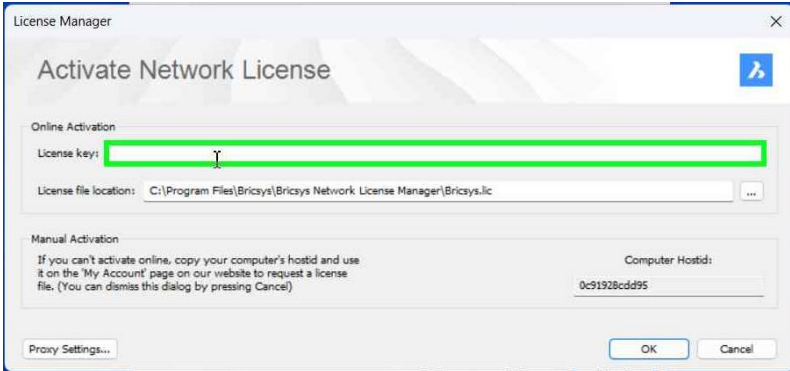 License Manager
Activate Network License
Online Activation
License key:
License file location: C:\Program Files\Bricsys\Bricsys Network License Manager\Bricsys.lic ...
Manual Activation
If you can't activate online, copy your computer's hostid and use
it on the 'My Account' page on our website to request a license
file. (You can dismiss this dialog by pressing Cancel)
Computer Hostid:
0c91928cdd95
Proxy Settings... OK Cancel